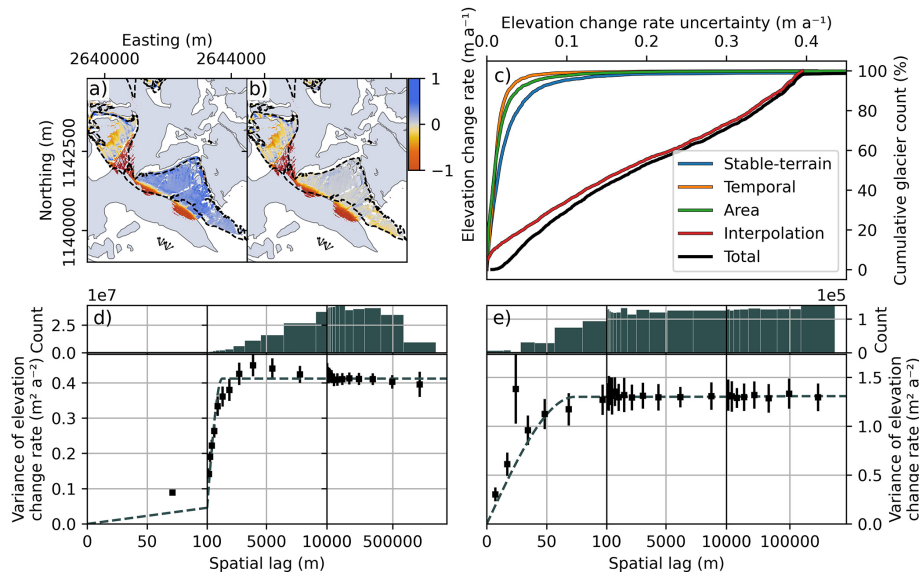 Easting (m)
2640000
2644000
Northing (m)
1142500
1140000
a)
b)
1
0
−1
Elevation change rate (m a⁻¹)
Elevation change rate uncertainty (m a⁻¹)
0.0
0.1
0.2
0.3
0.4
c)
100
80
60
40
20
0
Cumulative glacier count (%)
Stable-terrain
Temporal
Area
Interpolation
Total
1e7
d)
2.5
0.0
Count
0.4
0.3
0.2
0.1
0.0
Variance of elevation
change rate (m² a⁻²)
0
50
100
5000
10000
500000
Spatial lag (m)
1e5
e)
1
0
Count
1.5
1.0
0.5
0.0
Variance of elevation
change rate (m² a⁻²)
0
50
100
5000
10000
100000
Spatial lag (m)